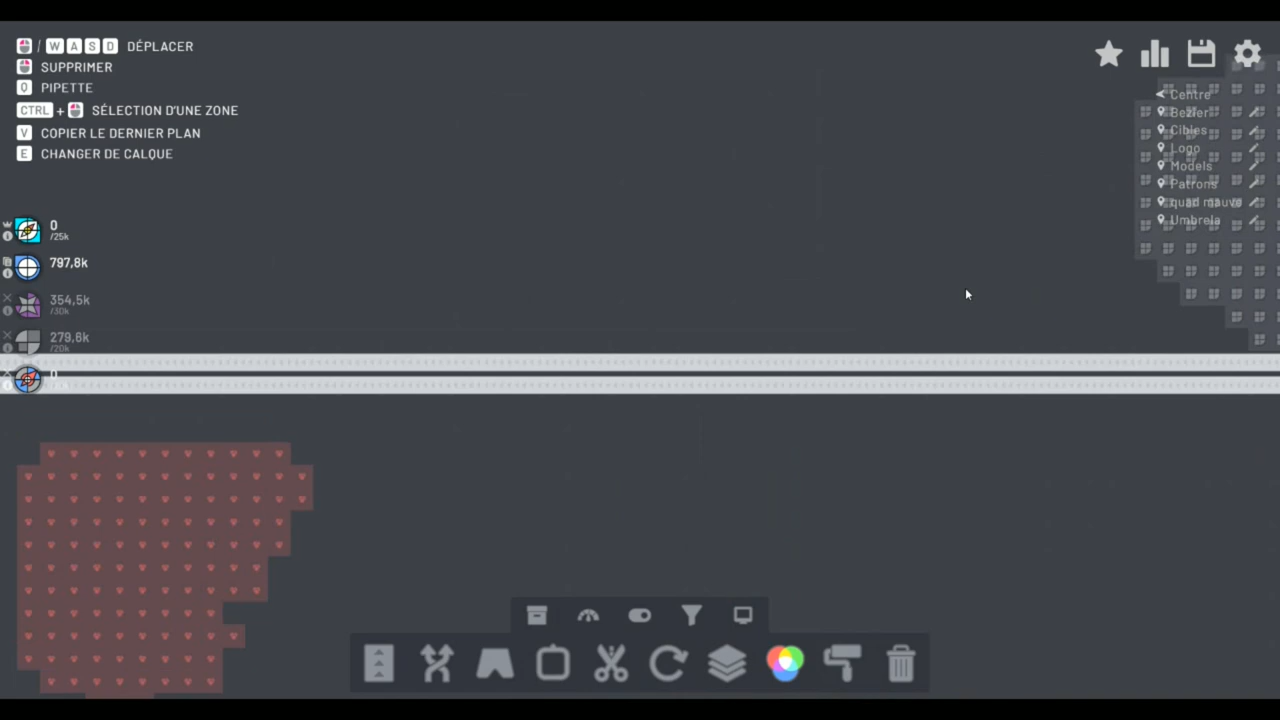 / W A S D DÉPLACER
SUPPRIMER
Q PIPETTE
CTRL + SÉLECTION D'UNE ZONE
V COPIER LE DERNIER PLAN
E CHANGER DE CALQUE
Centre
Bezier
Cibles
Logo
Models
Patrons
quad mauve
Umbrela
0
/25k
797,8k
354,5k
/30k
279,8k
/20k
0